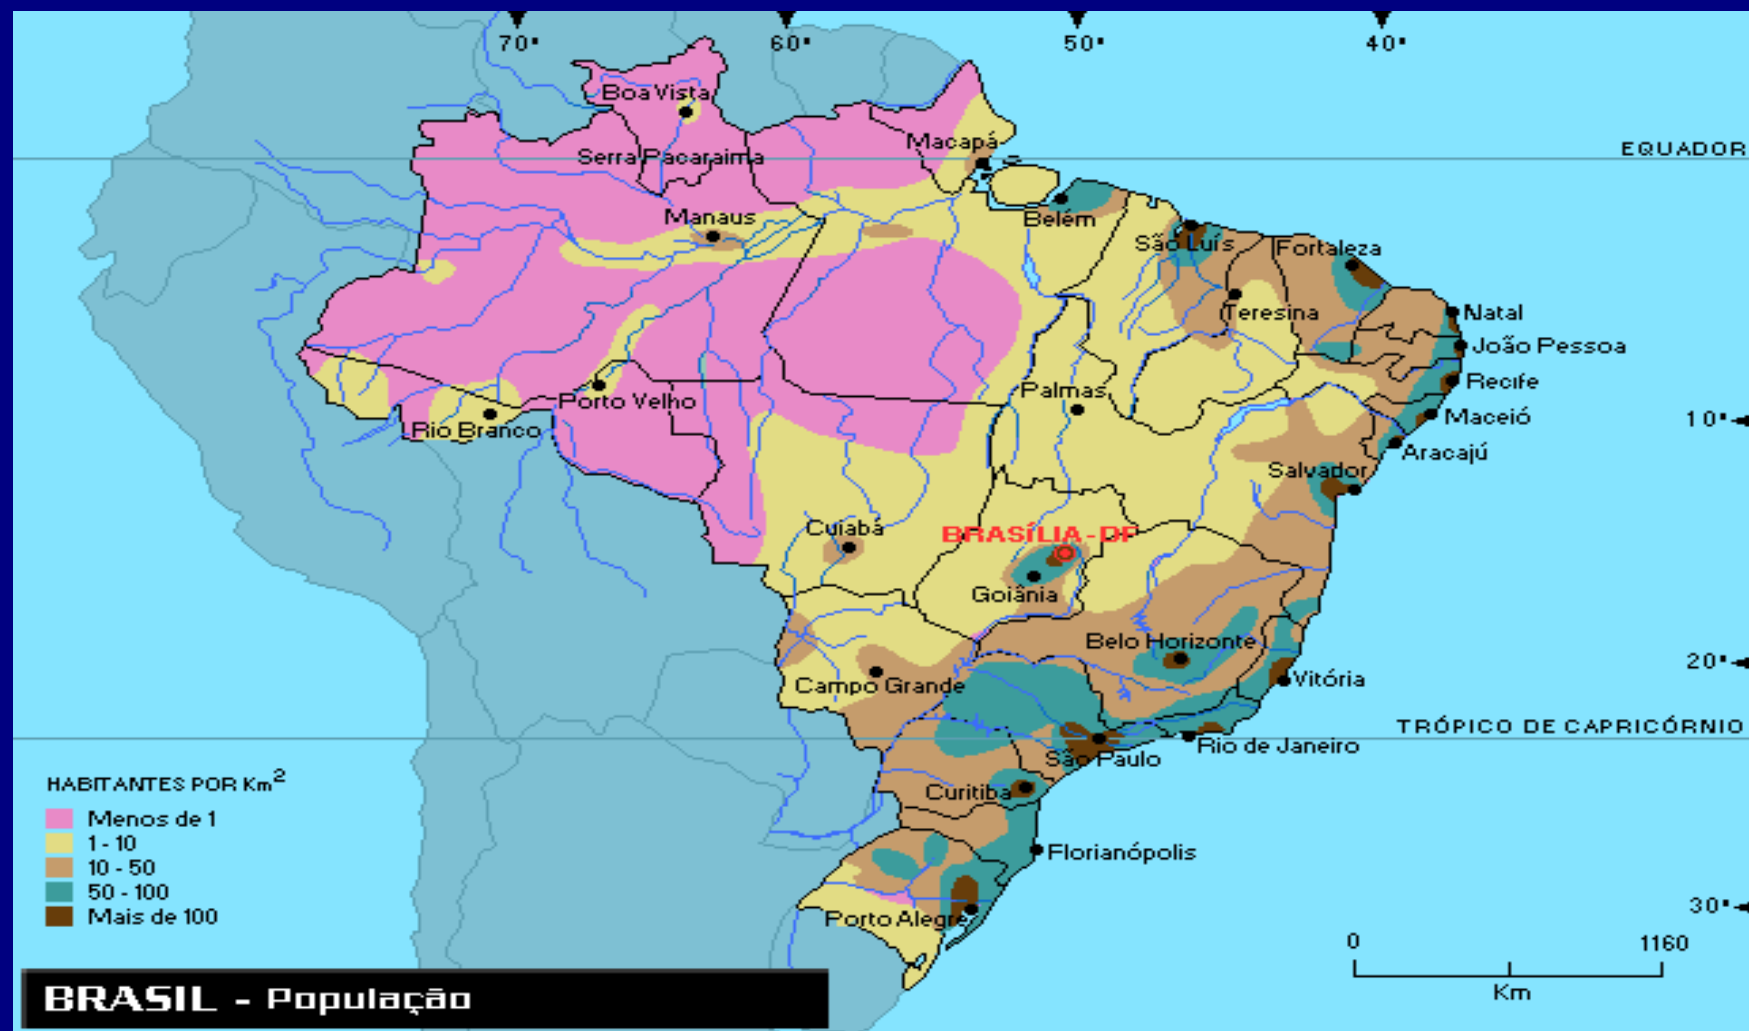 70° 60° 50° 40°
Boa Vista
Macapá
EQUADOR
Serra Pacaraima
Manaus
Belém
São Luís
Fortaleza
Teresina
Natal
João Pessoa
Recife
Palmas
Porto Velho
Maceió
10°
Rio Branco
Aracajú
Salvador
Cuiabá
BRASÍLIA-DF
Goiânia
Belo Horizonte
20°
Vitória
Campo Grande
TRÓPICO DE CAPRICÓRNIO
Rio de Janeiro
São Paulo
Curitiba
Florianópolis
30°
Porto Alegre
HABITANTES POR Km²
Menos de 1
1 - 10
10 - 50
50 - 100
Mais de 100
0 1160
Km
BRASIL - População